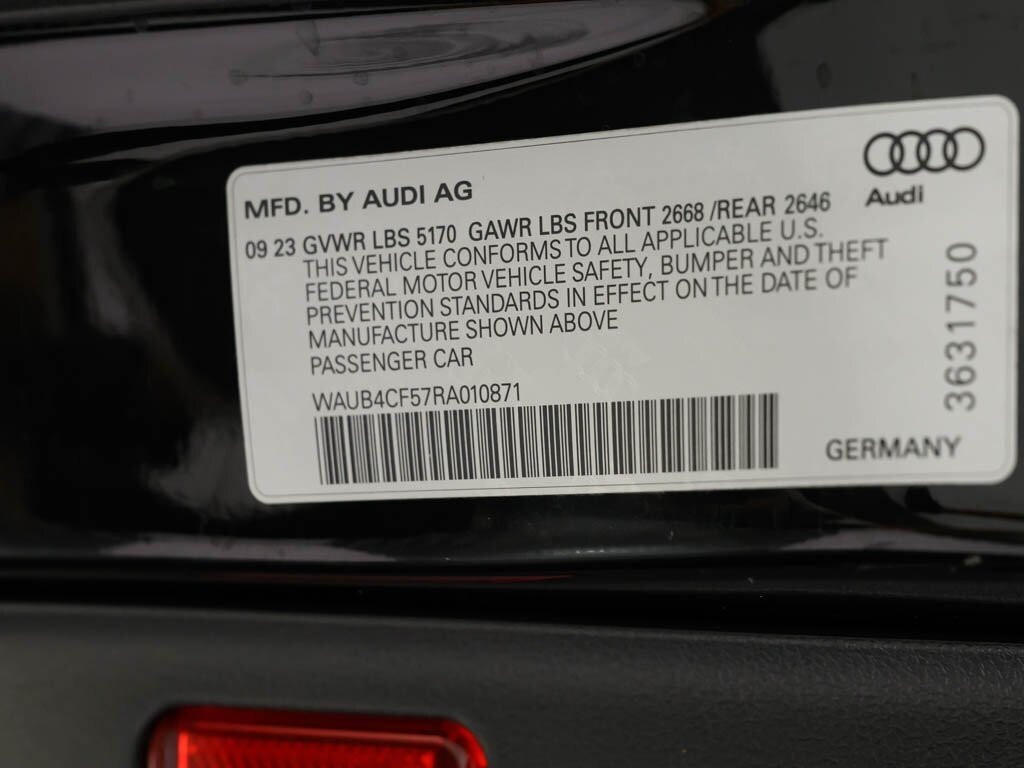 MFD. BY AUDI AG
Audi
09 23 GVWR LBS 5170 GAWR LBS FRONT 2668 /REAR 2646
THIS VEHICLE CONFORMS TO ALL APPLICABLE U.S.
FEDERAL MOTOR VEHICLE SAFETY, BUMPER AND THEFT
PREVENTION STANDARDS IN EFFECT ON THE DATE OF
MANUFACTURE SHOWN ABOVE
PASSENGER CAR
WAUB4CF57RA010871
GERMANY
3631750